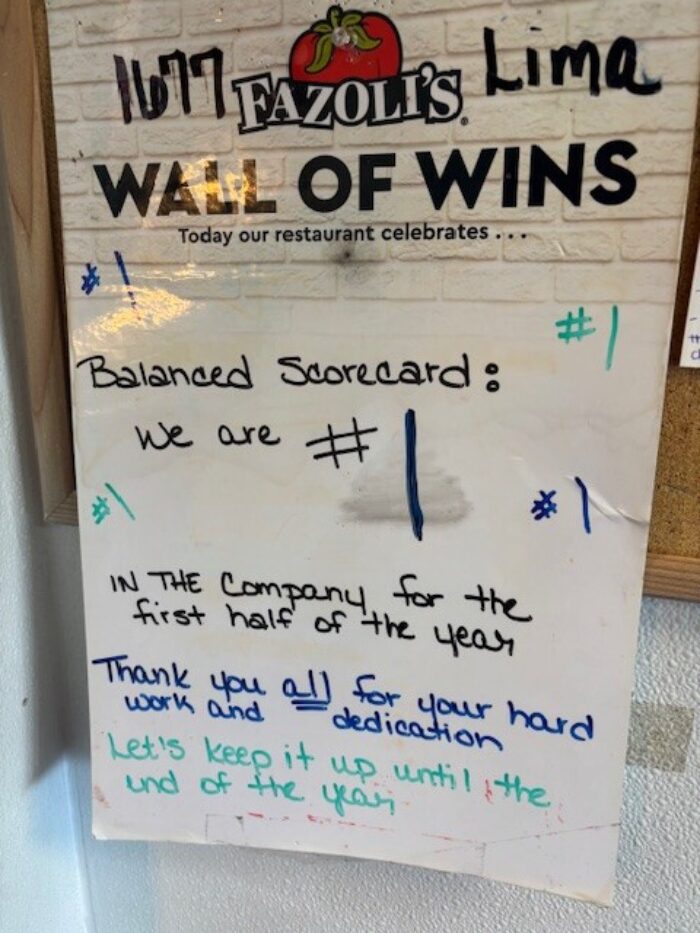 1677 FAZOLI'S Lima
WALL OF WINS
Today our restaurant celebrates ...
#1
#1
Balanced Scorecard:
We are #1
#1
#1
IN THE Company for the
first half of the year
Thank you all for your hard
work and dedication
Let's keep it up until the
end of the year